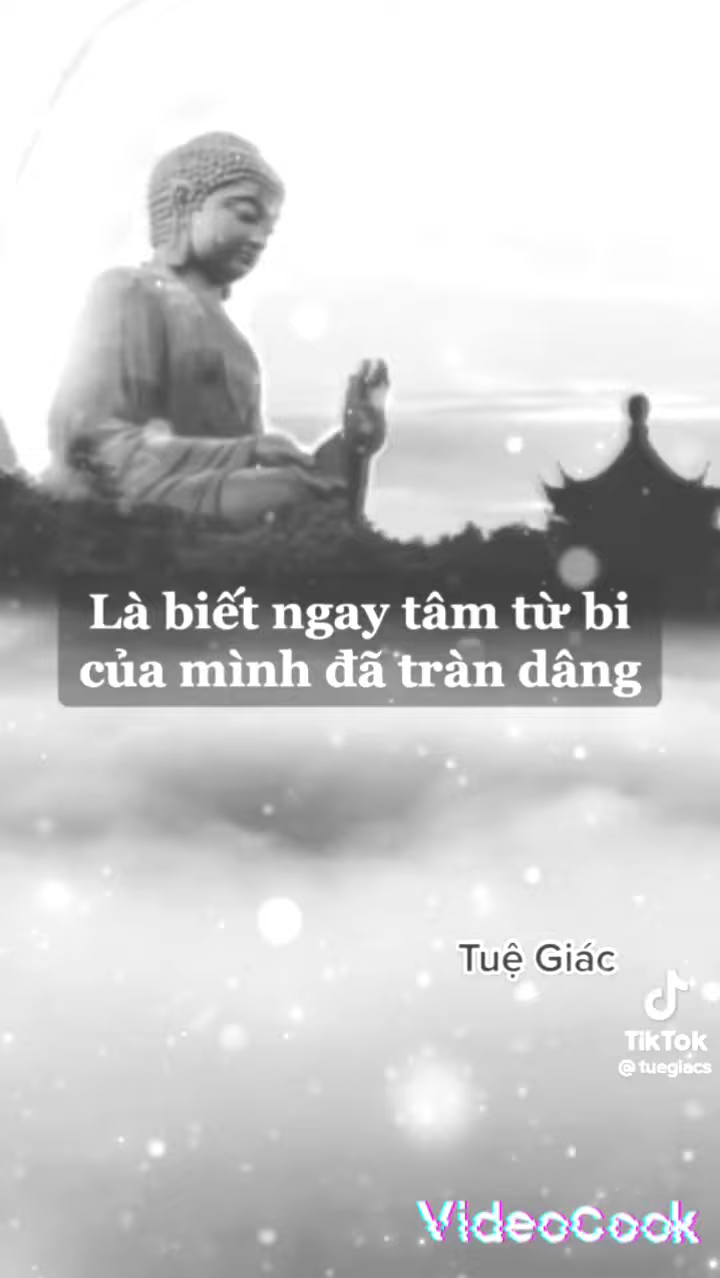 Là biết ngay tâm từ bi
của mình đã tràn dâng
Tuệ Giác
TikTok
@tuegiacs
VideoCook